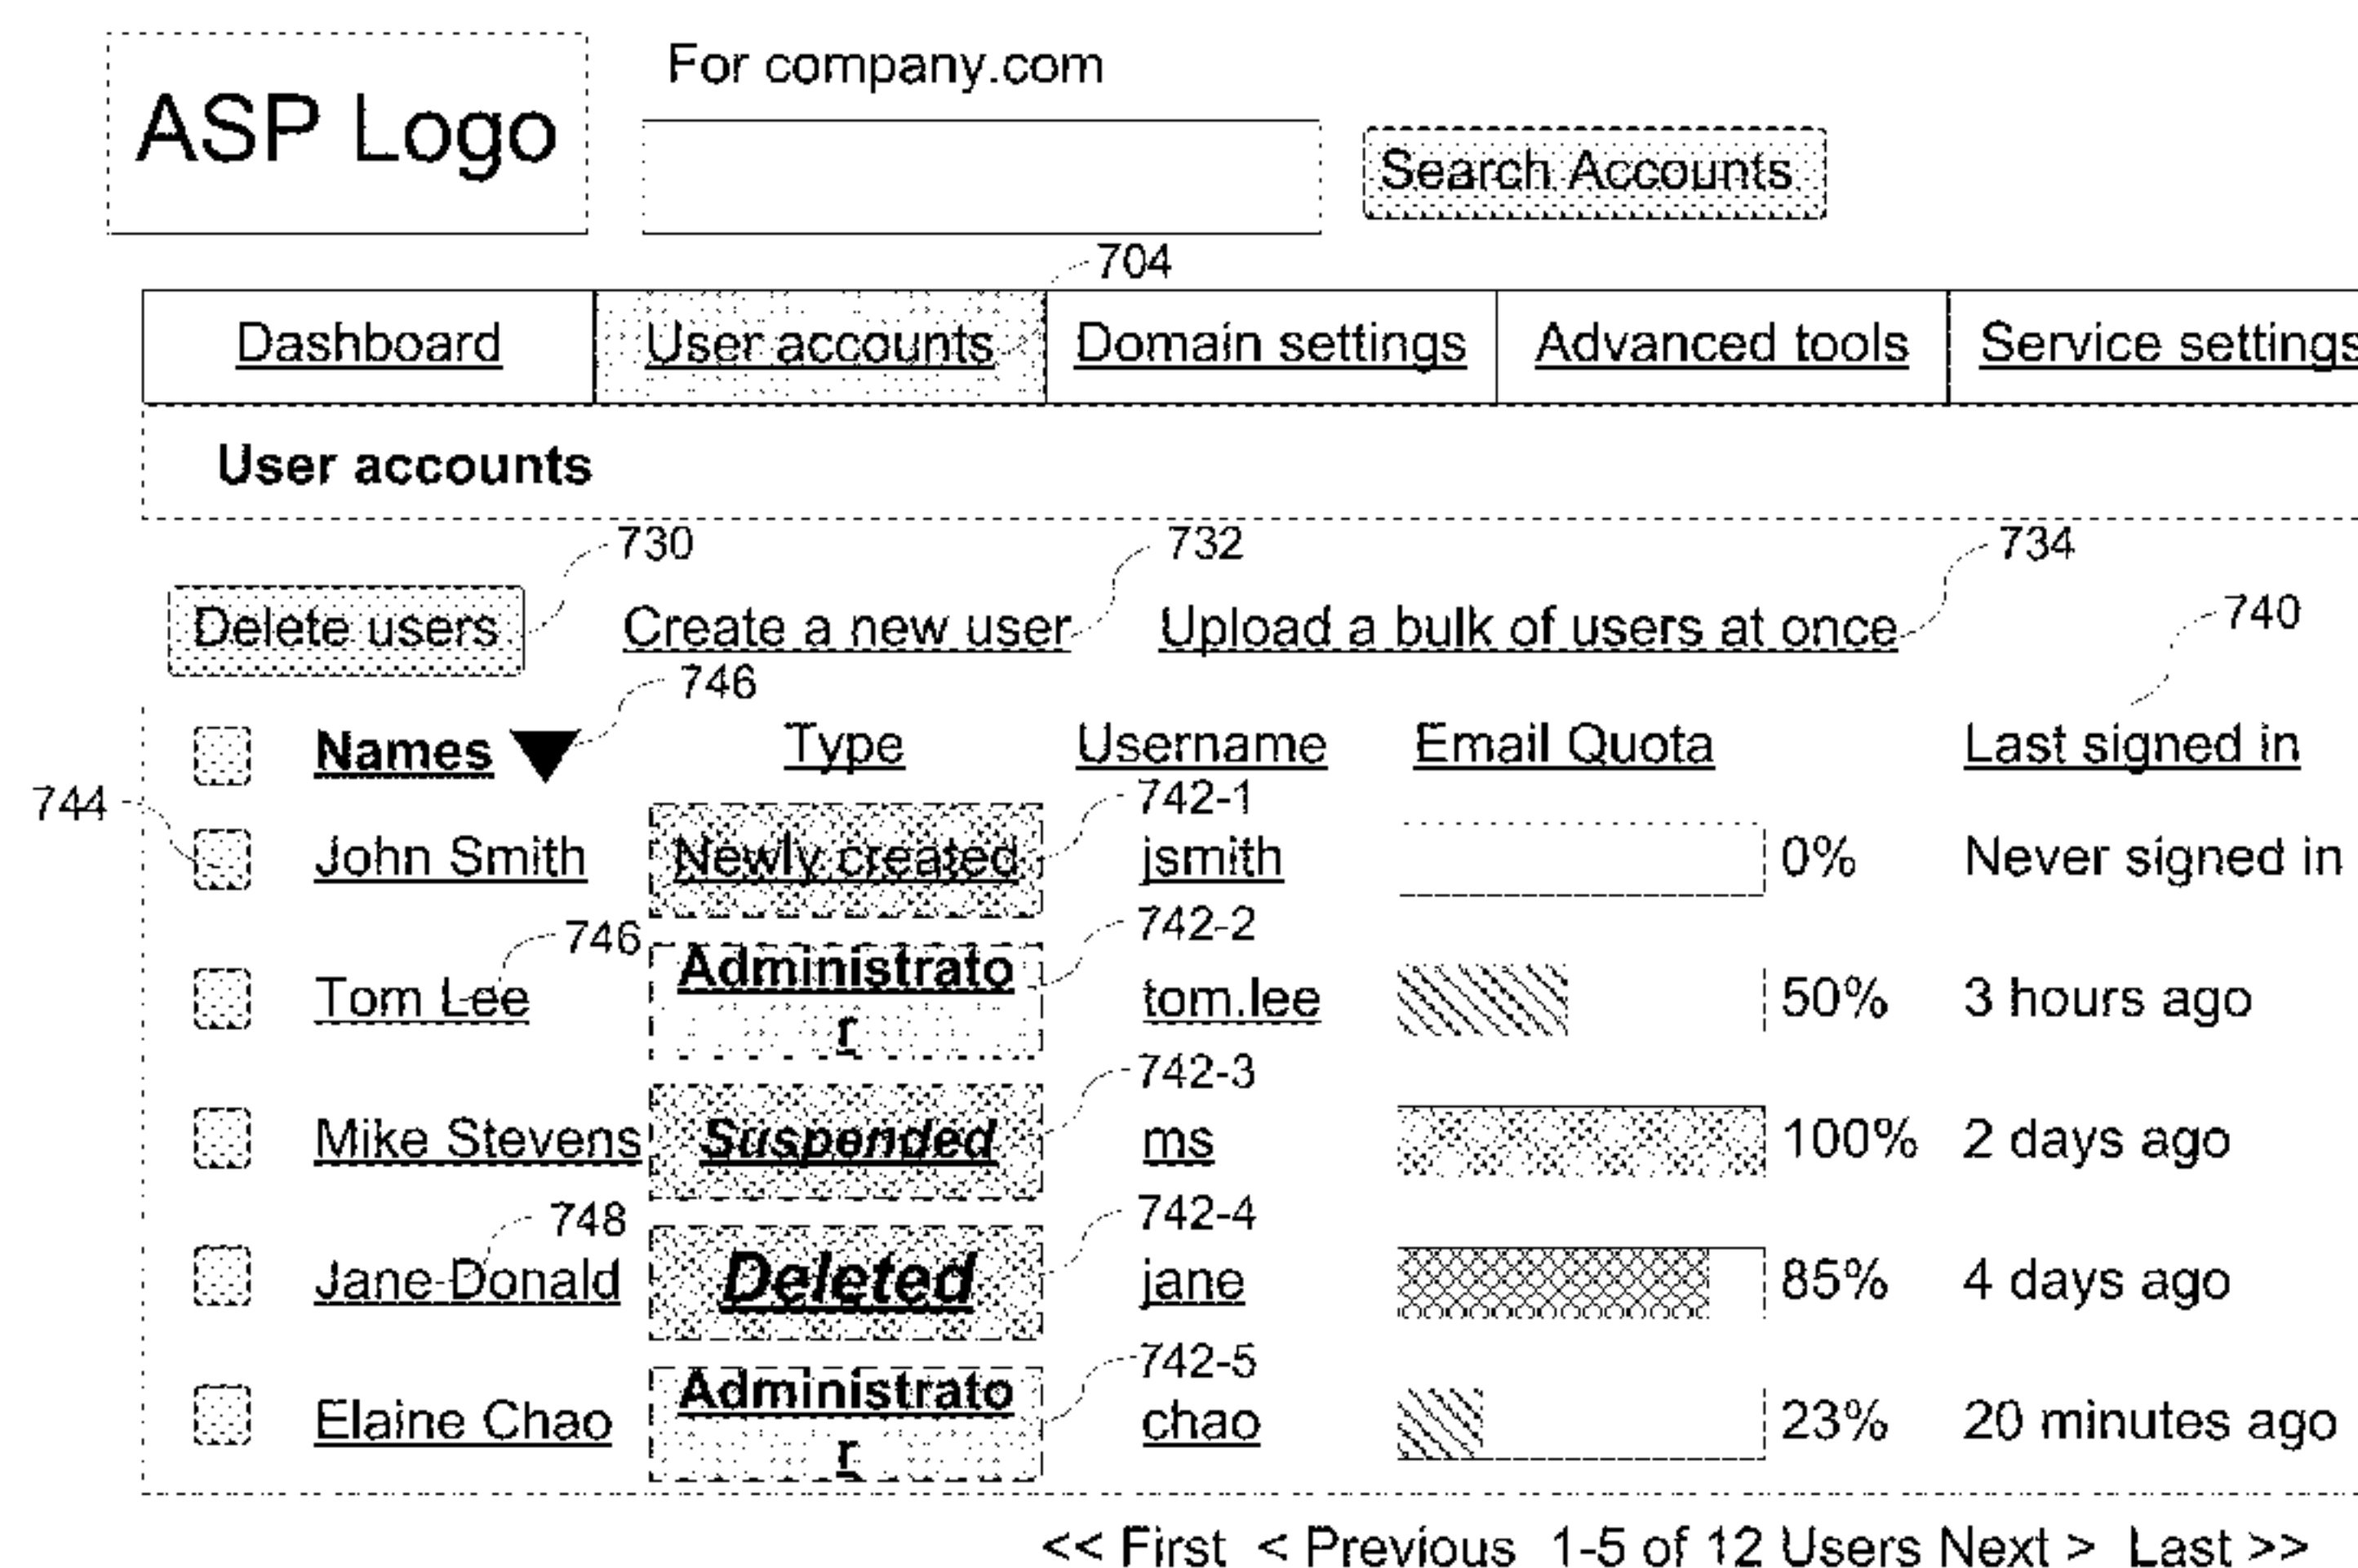 For company.com
ASP Logo
Search Accounts
704
Dashboard User accounts Domain settings Advanced tools Service settings
User accounts
730 732 734
Delete users Create a new user Upload a bulk of users at once 740
746
Names Type Username Email Quota Last signed in
744 742-1
John Smith Newly created jsmith 0% Never signed in
746 742-2
Tom Lee Administrato tom.lee 50% 3 hours ago
r
742-3
Mike Stevens Suspended ms 100% 2 days ago
748 742-4
Jane Donald Deleted jane 85% 4 days ago
742-5
Elaine Chao Administrato chao 23% 20 minutes ago
r
<< First < Previous 1-5 of 12 Users Next > Last >>